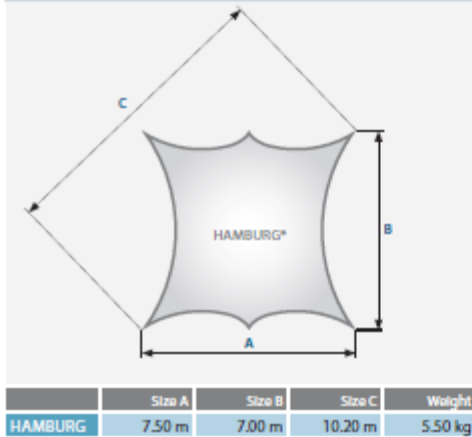 C
HAMBURG®
B
A
Size A Size B Size C Weight
HAMBURG 7.50 m 7.00 m 10.20 m 5.50 kg